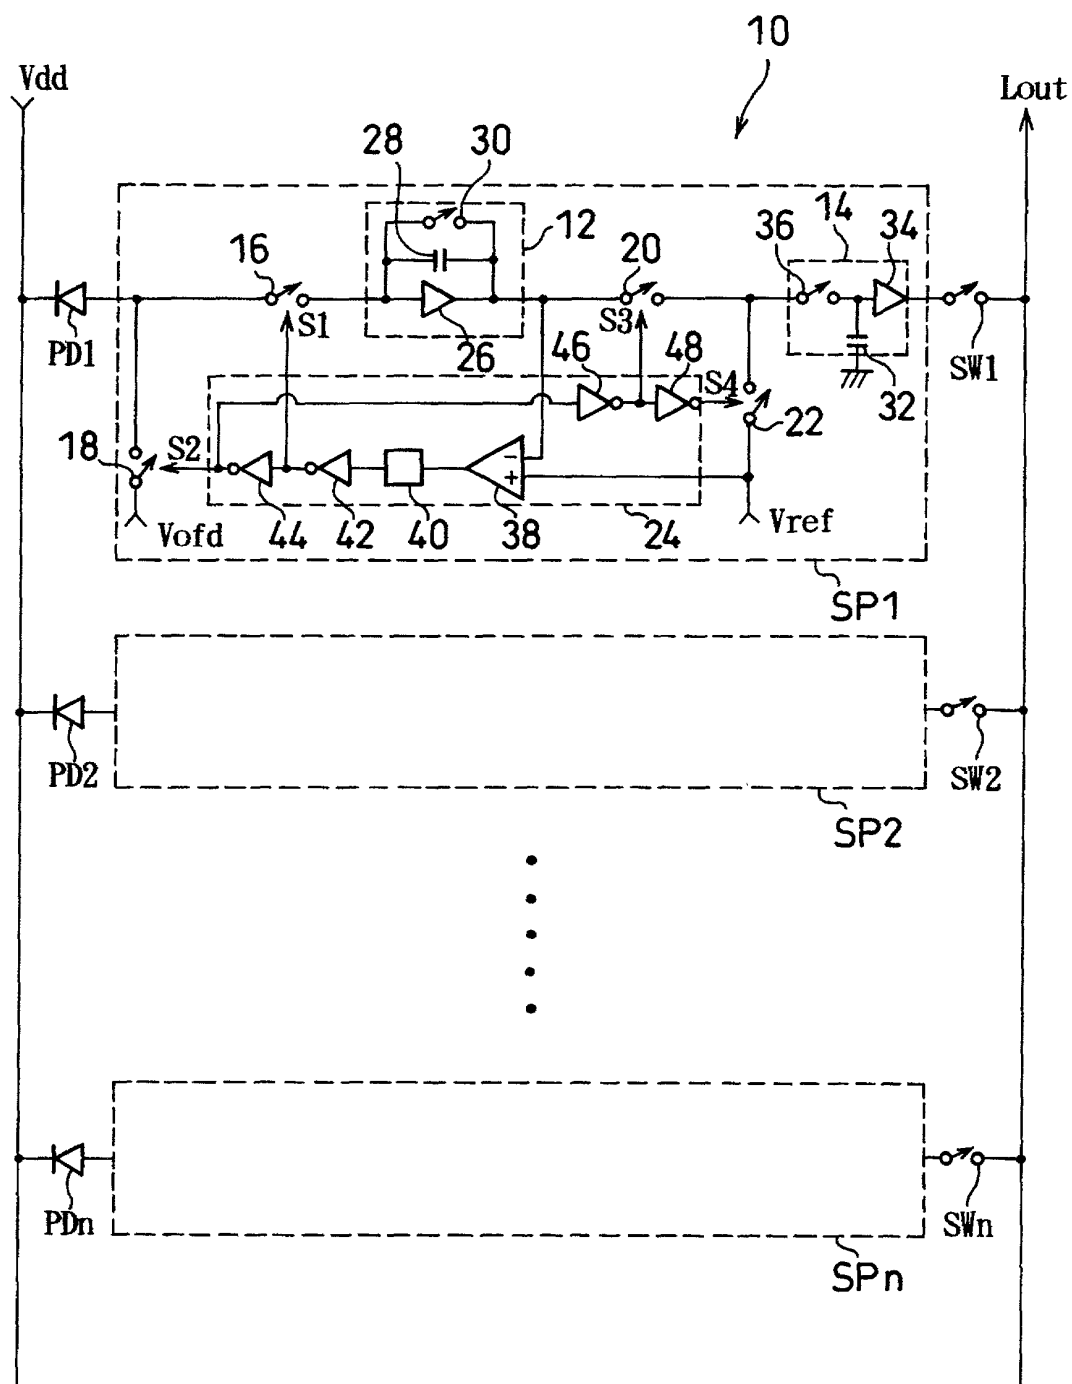 10
Vdd
Lout
28 30
12
14 34
36
16
20
S1
S3
PD1
26
46 48
S4
SW1
32
22
18
S2
Vofd
44 42 40 38 24
Vref
SP1
− +
PD2
SW2
SP2
PDn
SWn
SPn